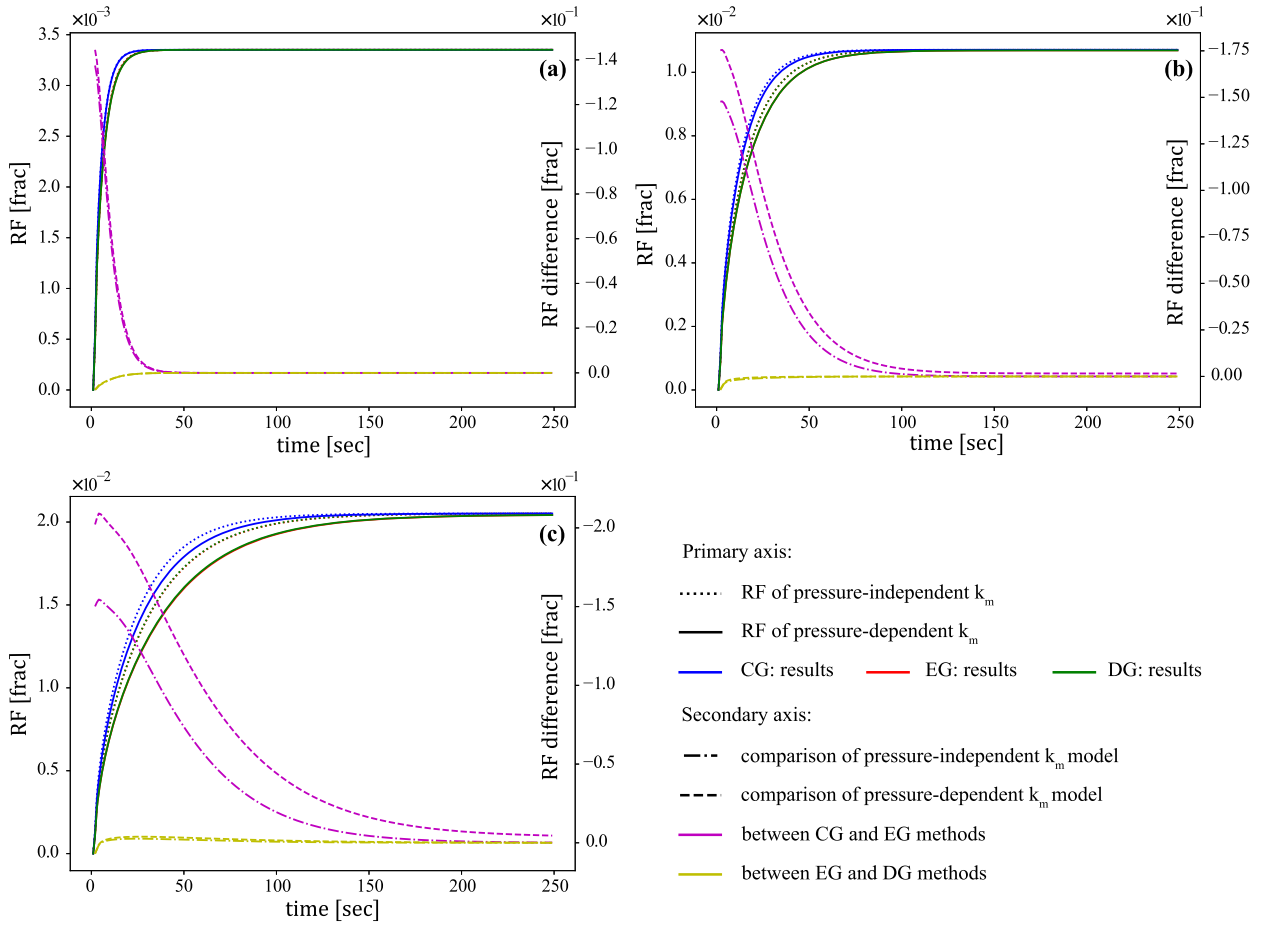 ×10⁻³
×10⁻¹
3.5
3.0
2.5
2.0
1.5
1.0
0.5
0.0
RF [frac]
(a)
−1.4
−1.2
−1.0
−0.8
−0.6
−0.4
−0.2
0.0
RF difference [frac]
0 50 100 150 200 250
time [sec]
×10⁻²
×10⁻¹
1.0
0.8
0.6
0.4
0.2
0.0
RF [frac]
(b)
−1.75
−1.50
−1.25
−1.00
−0.75
−0.50
−0.25
0.00
RF difference [frac]
0 50 100 150 200 250
time [sec]
×10⁻²
×10⁻¹
2.0
1.5
1.0
0.5
0.0
RF [frac]
(c)
−2.0
−1.5
−1.0
−0.5
0.0
RF difference [frac]
0 50 100 150 200 250
time [sec]
Primary axis:
RF of pressure-independent kₘ
RF of pressure-dependent kₘ
CG: results EG: results DG: results
Secondary axis:
comparison of pressure-independent kₘ model
comparison of pressure-dependent kₘ model
between CG and EG methods
between EG and DG methods